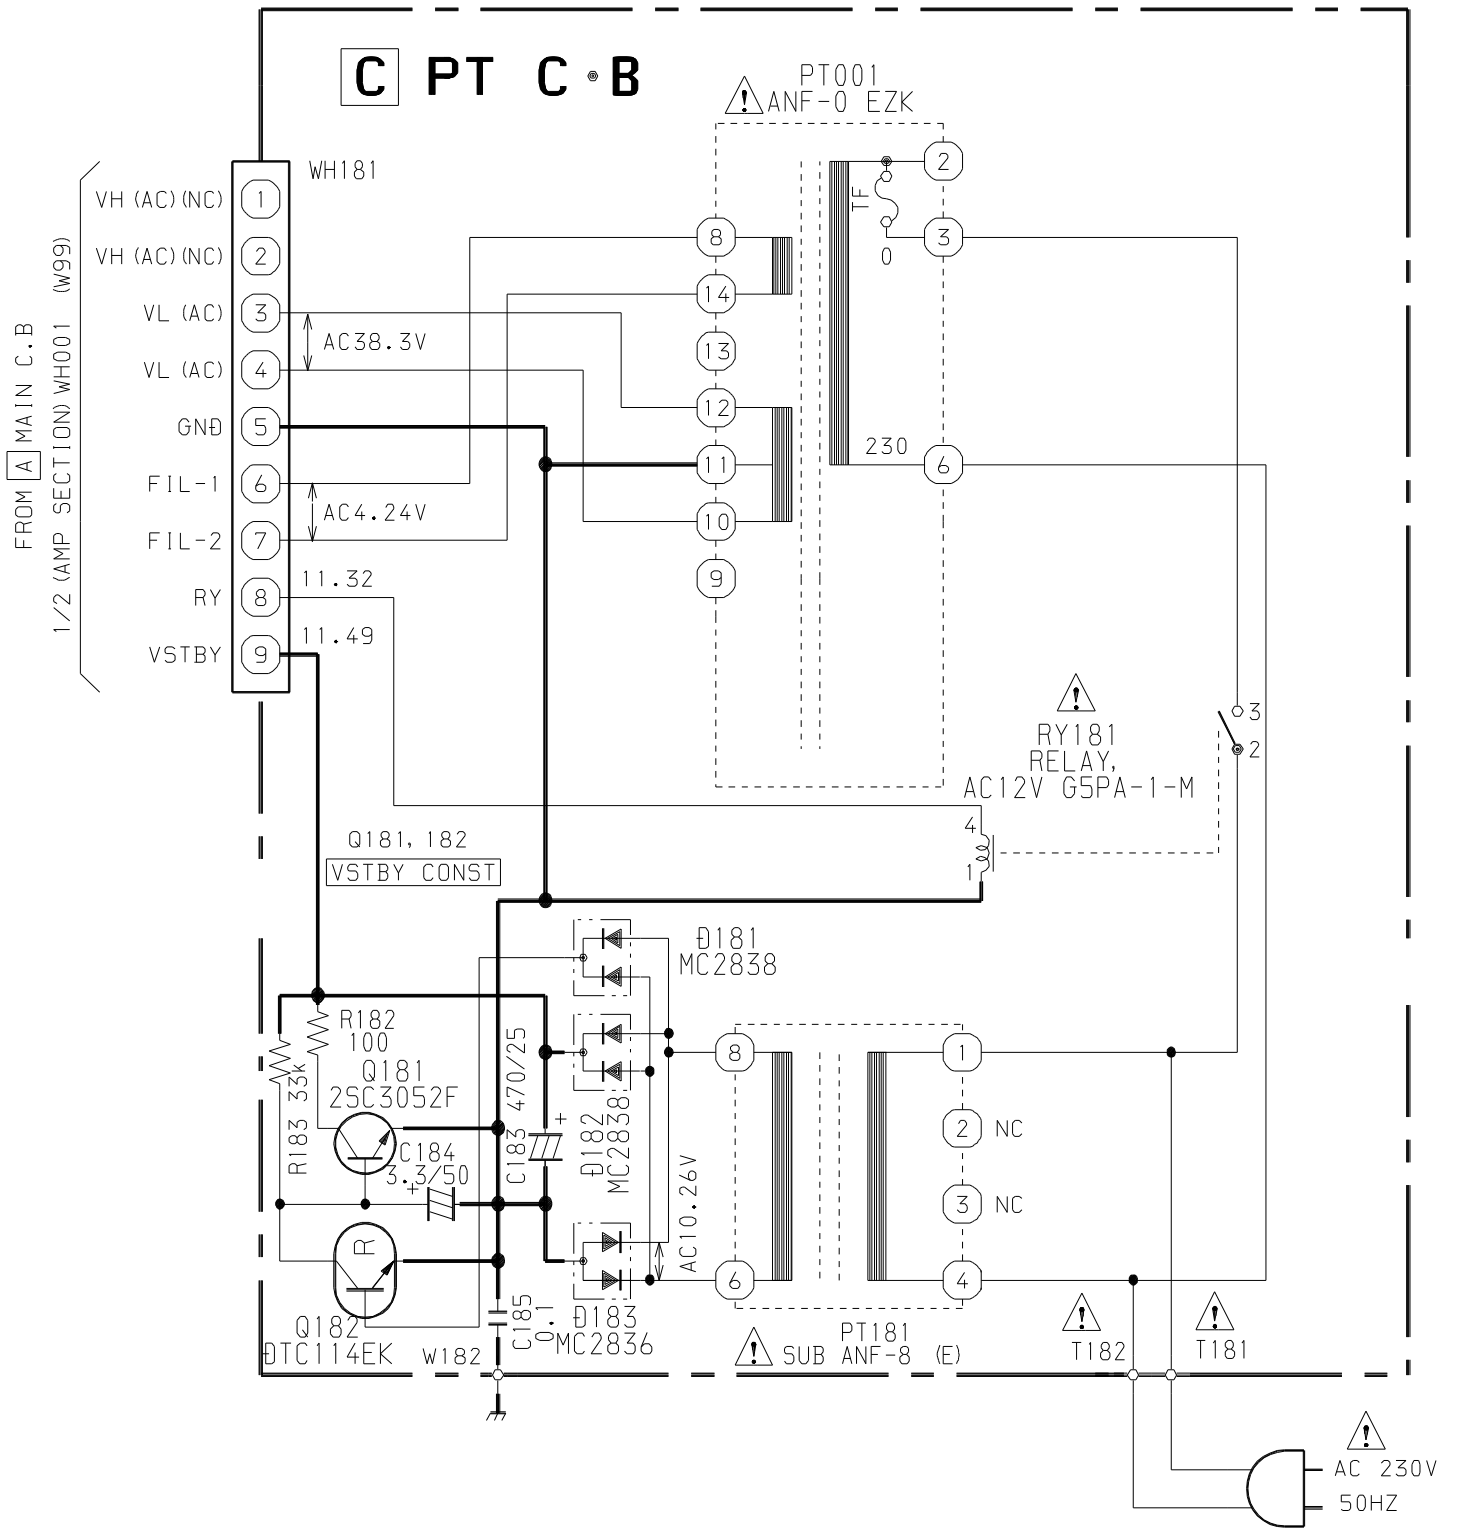 C PT C·B
PT001
ANF-0 EZK
WH181
VH (AC)(NC) 1
VH (AC)(NC) 2
VL (AC) 3
VL (AC) 4
GND 5
FIL-1 6
FIL-2 7
RY 8
VSTBY 9
FROM A MAIN C.B
1/2 (AMP SECTION) WH001 (W99)
AC38.3V
AC4.24V
11.32
11.49
8
14
13
12
11
10
9
TF
0
2
3
230
6
3
2
RY181
RELAY,
AC12V G5PA-1-M
4
1
Q181, 182
VSTBY CONST
D181
MC2838
R182
100
R183 33k
Q181
2SC3052F
C184
3.3/50
+
C183 470/25
+
D182
MC2838
8
6
1
2 NC
3 NC
4
AC10.26V
R
Q182
DTC114EK
W182
C185
0.1
D183
MC2836
PT181
SUB ANF-8 (E)
T182
T181
AC 230V
50HZ